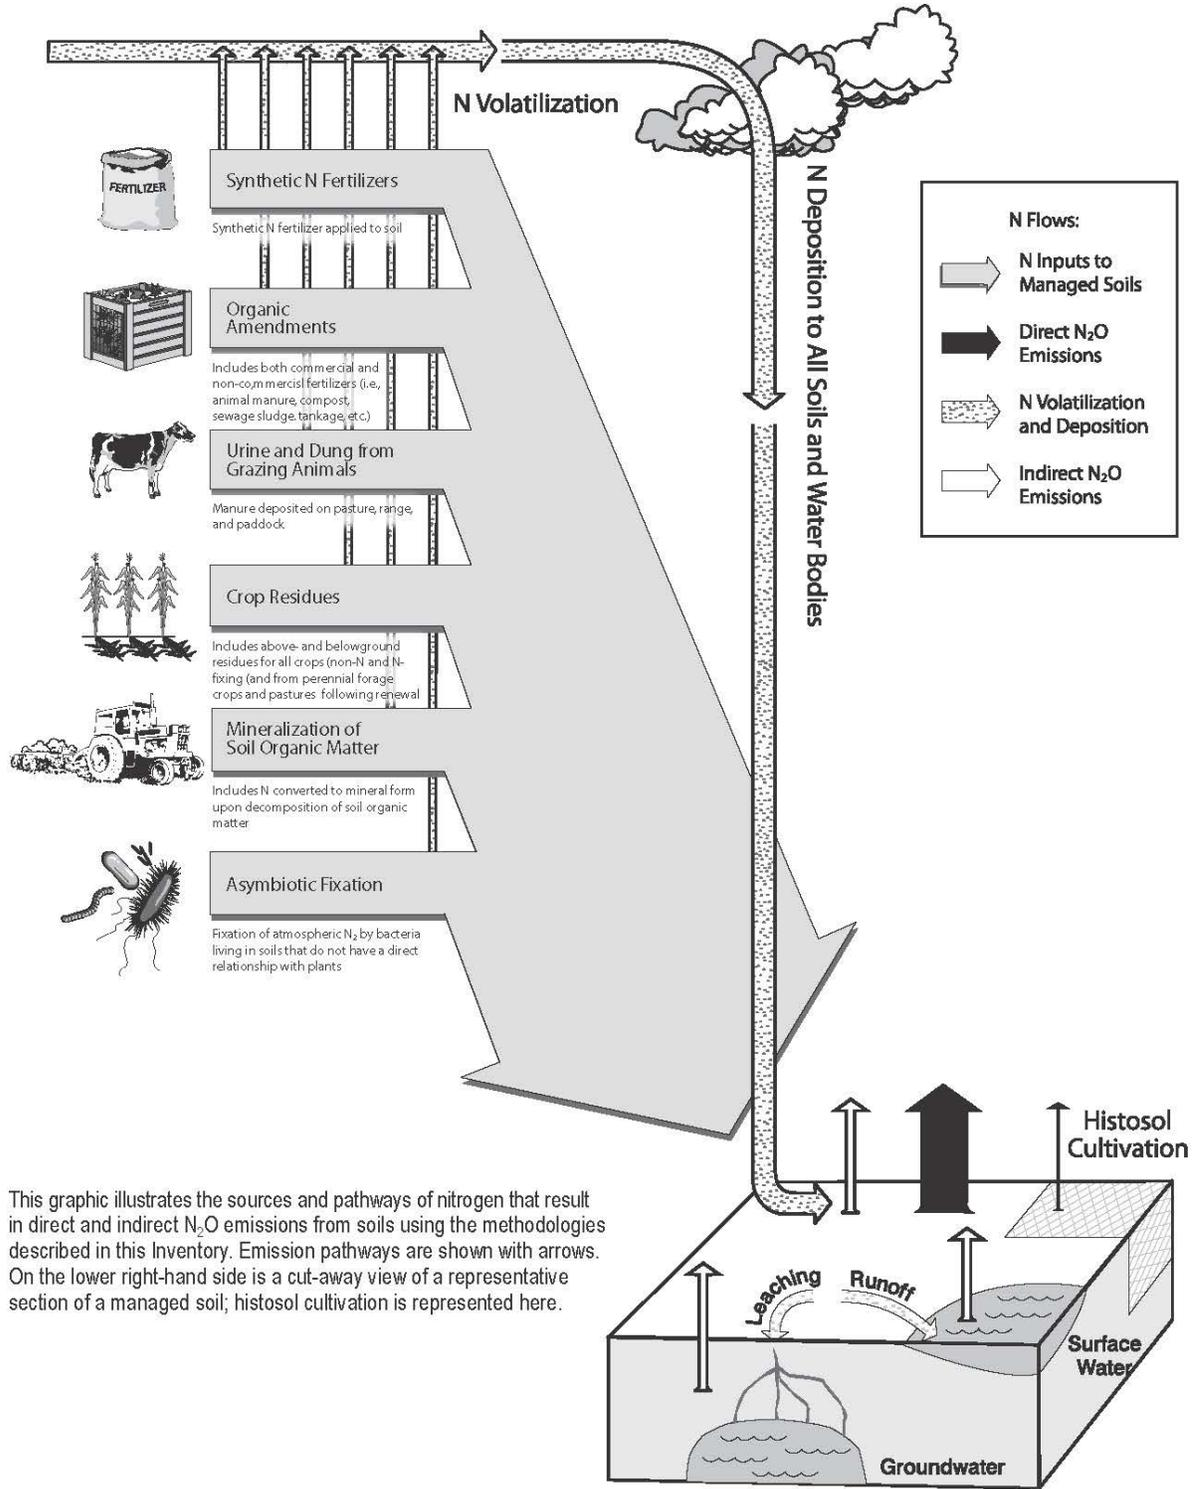 N Volatilization
FERTILIZER
Synthetic N Fertilizers
Synthetic N fertilizer applied to soil
Organic
Amendments
Includes both commercial and
non-commercisl fertilizers (i.e.,
animal manure, compost,
sewage sludge. tankage, etc.)
Urine and Dung from
Grazing Animals
Manure deposited on pasture, range,
and paddock
Crop Residues
Includes above- and belowground
residues for all crops (non-N and N-
fixing (and from perennial forage
crops and pastures following renewal
Mineralization of
Soil Organic Matter
Includes N converted to mineral form
upon decomposition of soil organic
matter
Asymbiotic Fixation
Fixation of atmospheric N₂ by bacteria
living in soils that do not have a direct
relationship with plants
N Deposition to All Soils and Water Bodies
N Flows:
N Inputs to
Managed Soils
Direct N₂O
Emissions
N Volatilization
and Deposition
Indirect N₂O
Emissions
This graphic illustrates the sources and pathways of nitrogen that result
in direct and indirect N₂O emissions from soils using the methodologies
described in this Inventory. Emission pathways are shown with arrows.
On the lower right-hand side is a cut-away view of a representative
section of a managed soil; histosol cultivation is represented here.
Histosol
Cultivation
Leaching
Runoff
Surface
Water
Groundwater